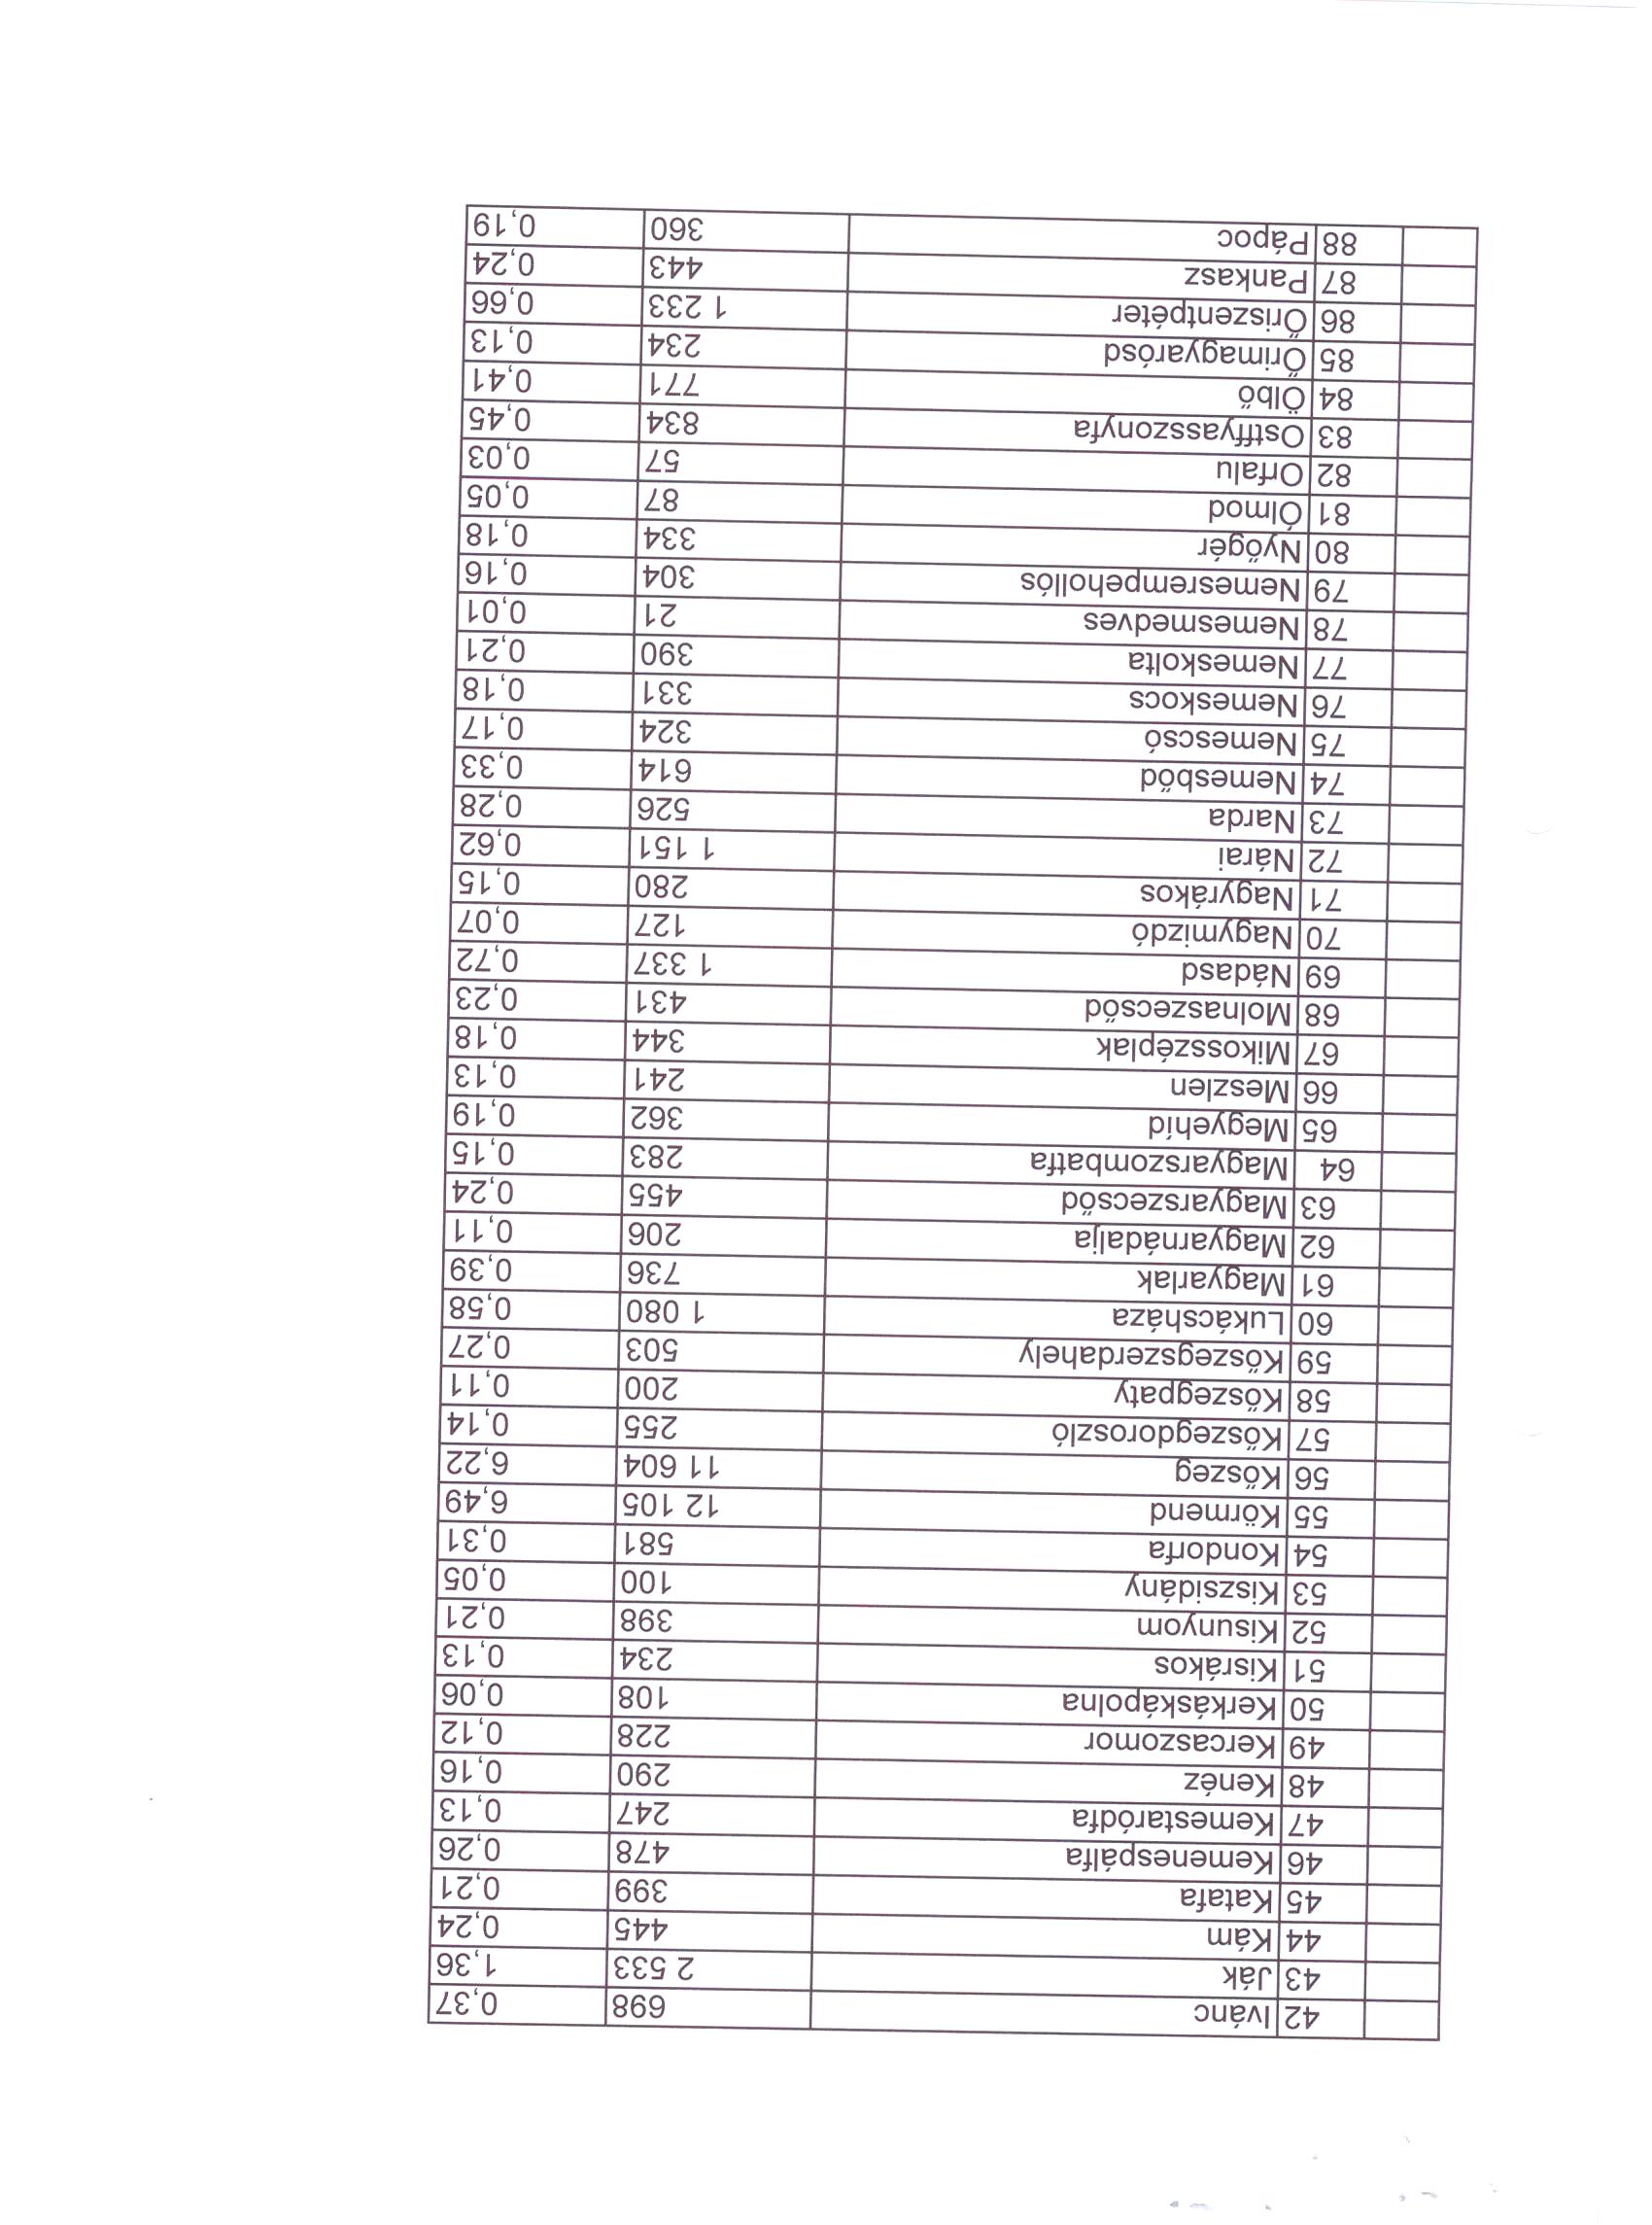 42 Ivánc 698 0,37
43 Ják 2 533 1,36
44 Kám 445 0,24
45 Katafa 399 0,21
46 Kemenespálfa 478 0,26
47 Kemestaródfa 247 0,13
48 Kenéz 290 0,16
49 Kercaszomor 228 0,12
50 Kerkáskápolna 108 0,06
51 Kisrákos 234 0,13
52 Kisunyom 398 0,21
53 Kiszsidány 100 0,05
54 Kondorfa 581 0,31
55 Körmend 12 105 6,49
56 Kőszeg 11 604 6,22
57 Kőszegdoroszló 255 0,14
58 Kőszegpaty 200 0,11
59 Kőszegszerdahely 503 0,27
60 Lukácsháza 1 080 0,58
61 Magyarlak 736 0,39
62 Magyarnádalja 206 0,11
63 Magyarszecsőd 455 0,24
64 Magyarszombatfa 283 0,15
65 Megyehíd 362 0,19
66 Meszlen 241 0,13
67 Mikosszéplak 344 0,18
68 Molnaszecsőd 431 0,23
69 Nádasd 1 337 0,72
70 Nagymizdó 127 0,07
71 Nagyrákos 280 0,15
72 Nárai 1 151 0,62
73 Narda 526 0,28
74 Nemesbőd 614 0,33
75 Nemescsó 324 0,17
76 Nemeskocs 331 0,18
77 Nemeskolta 390 0,21
78 Nemesmedves 21 0,01
79 Nemesrempehollós 304 0,16
80 Nyőgér 334 0,18
81 Ólmod 87 0,05
82 Orfalu 57 0,03
83 Ostffyasszonyfa 834 0,45
84 Ölbő 771 0,41
85 Őrimagyarósd 234 0,13
86 Őriszentpéter 1 233 0,66
87 Pankasz 443 0,24
88 Pápoc 360 0,19